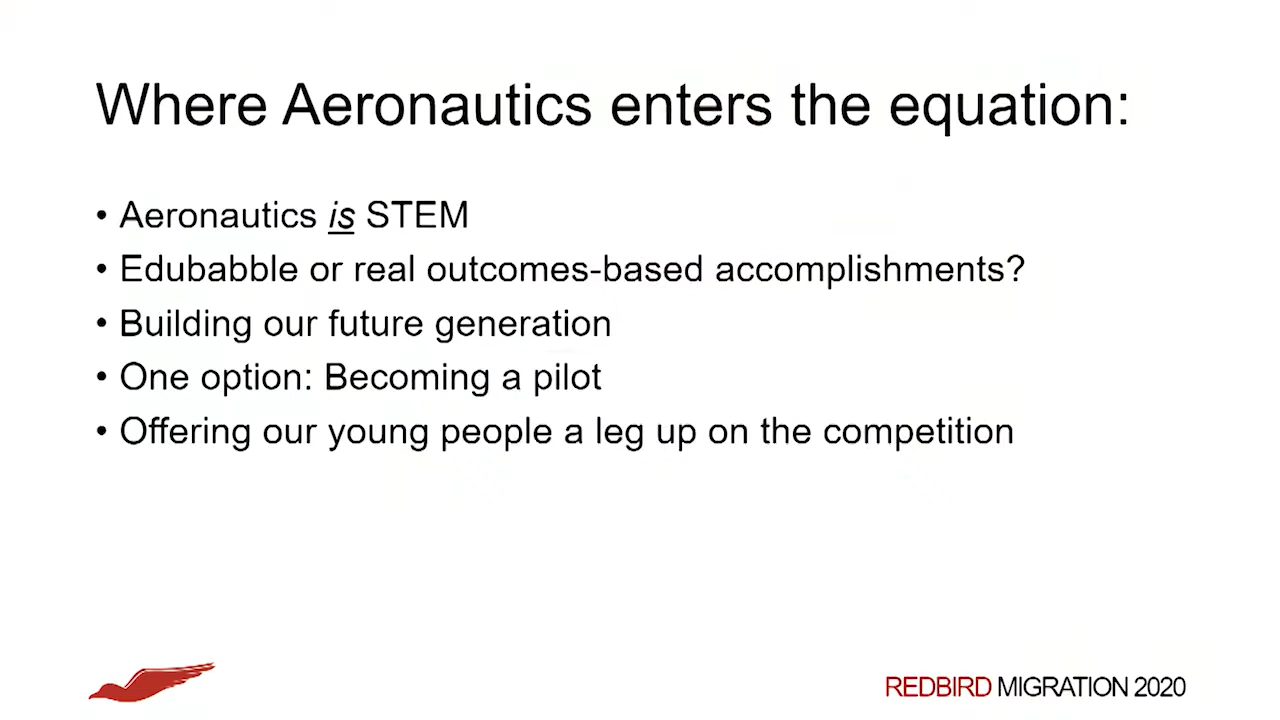 Where Aeronautics enters the equation:
• Aeronautics is STEM
• Edubabble or real outcomes-based accomplishments?
• Building our future generation
• One option: Becoming a pilot
• Offering our young people a leg up on the competition
REDBIRD MIGRATION 2020